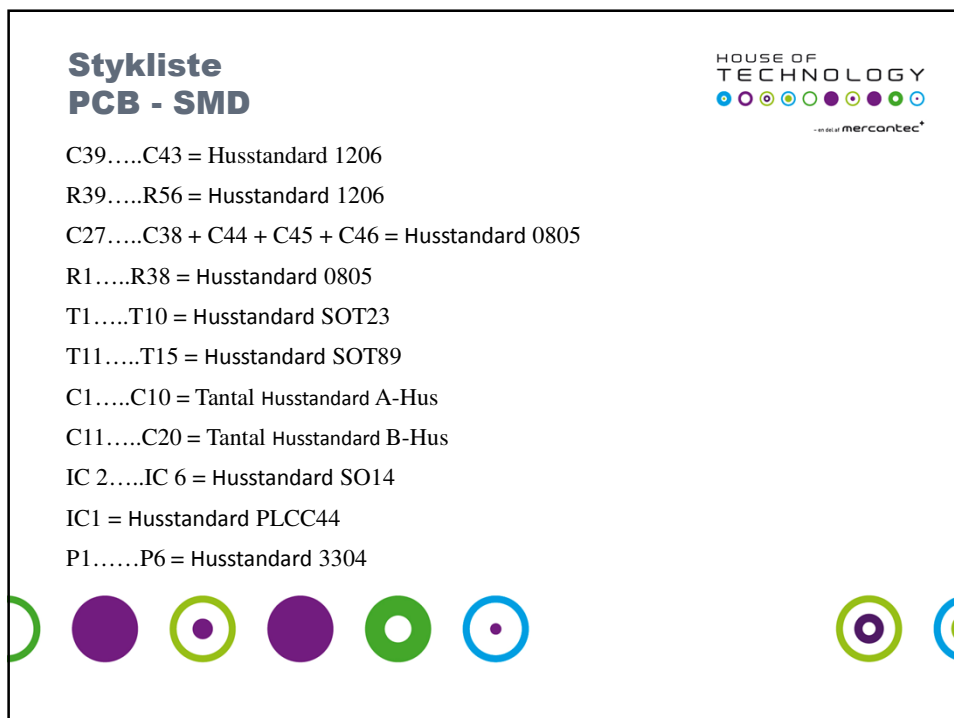 Stykliste
PCB - SMD
HOUSE OF
TECHNOLOGY
- en del af mercantec+
C39…..C43 = Husstandard 1206
R39…..R56 = Husstandard 1206
C27…..C38 + C44 + C45 + C46 = Husstandard 0805
R1…..R38 = Husstandard 0805
T1…..T10 = Husstandard SOT23
T11…..T15 = Husstandard SOT89
C1…..C10 = Tantal Husstandard A-Hus
C11…..C20 = Tantal Husstandard B-Hus
IC 2…..IC 6 = Husstandard SO14
IC1 = Husstandard PLCC44
P1……P6 = Husstandard 3304